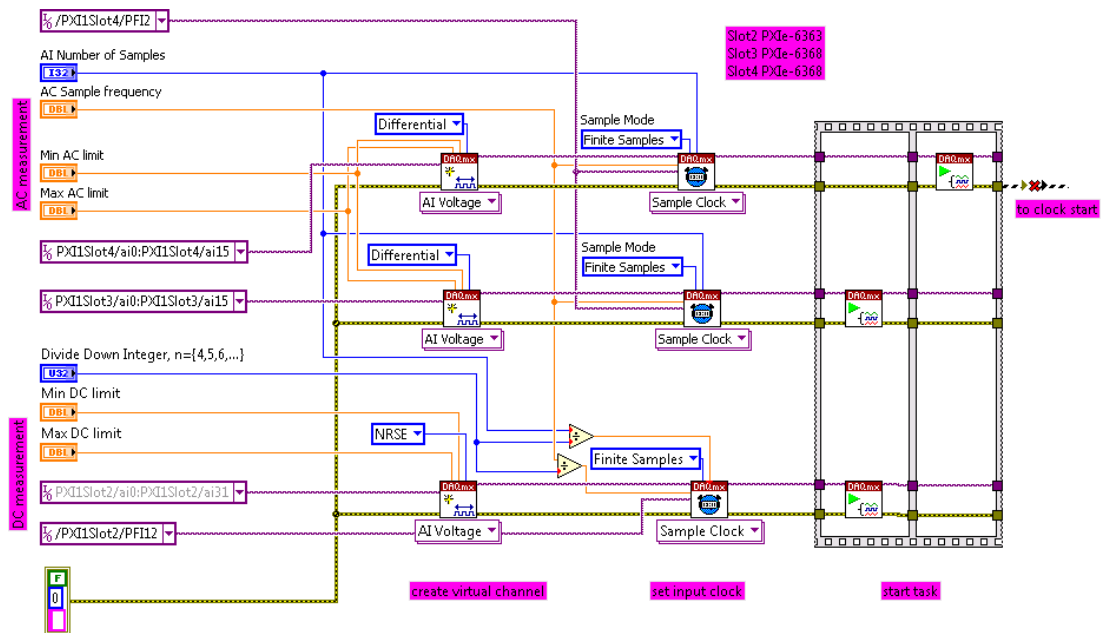 /PXI1Slot4/PFI2
Slot2 PXIe-6363
Slot3 PXIe-6368
Slot4 PXIe-6368
AI Number of Samples
I32
AC Sample frequency
DBL
AC measurement
Differential
Sample Mode
Finite Samples
Min AC limit
DBL
DAQmx
DAQmx
DAQmx
Max AC limit
DBL
AI Voltage
Sample Clock
to clock start
PXI1Slot4/ai0:PXI1Slot4/ai15
Differential
Sample Mode
Finite Samples
PXI1Slot3/ai0:PXI1Slot3/ai15
DAQmx
DAQmx
DAQmx
AI Voltage
Sample Clock
Divide Down Integer, n={4,5,6,...}
U32
Min DC limit
DBL
DC measurement
Max DC limit
DBL
NRSE
Finite Samples
PXI1Slot2/ai0:PXI1Slot2/ai31
DAQmx
DAQmx
DAQmx
/PXI1Slot2/PFI12
AI Voltage
Sample Clock
F
0
create virtual channel
set input clock
start task